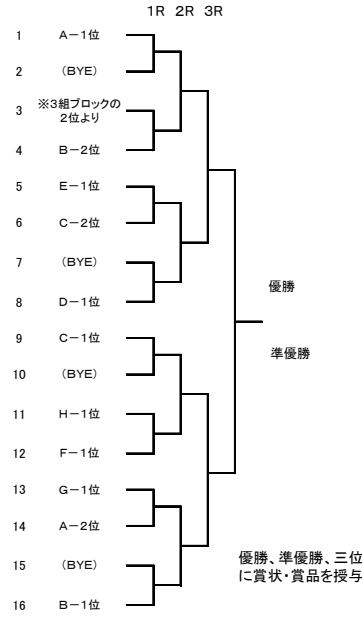 1R 2R 3R
1 A－1位
2 (BYE)
3 ※3組ブロックの
2位より
4 B－2位
5 E－1位
6 C－2位
7 (BYE)
8 D－1位
優勝
9 C－1位
準優勝
10 (BYE)
11 H－1位
12 F－1位
13 G－1位
14 A－2位
15 (BYE)
16 B－1位
優勝、準優勝、三位
に賞状・賞品を授与